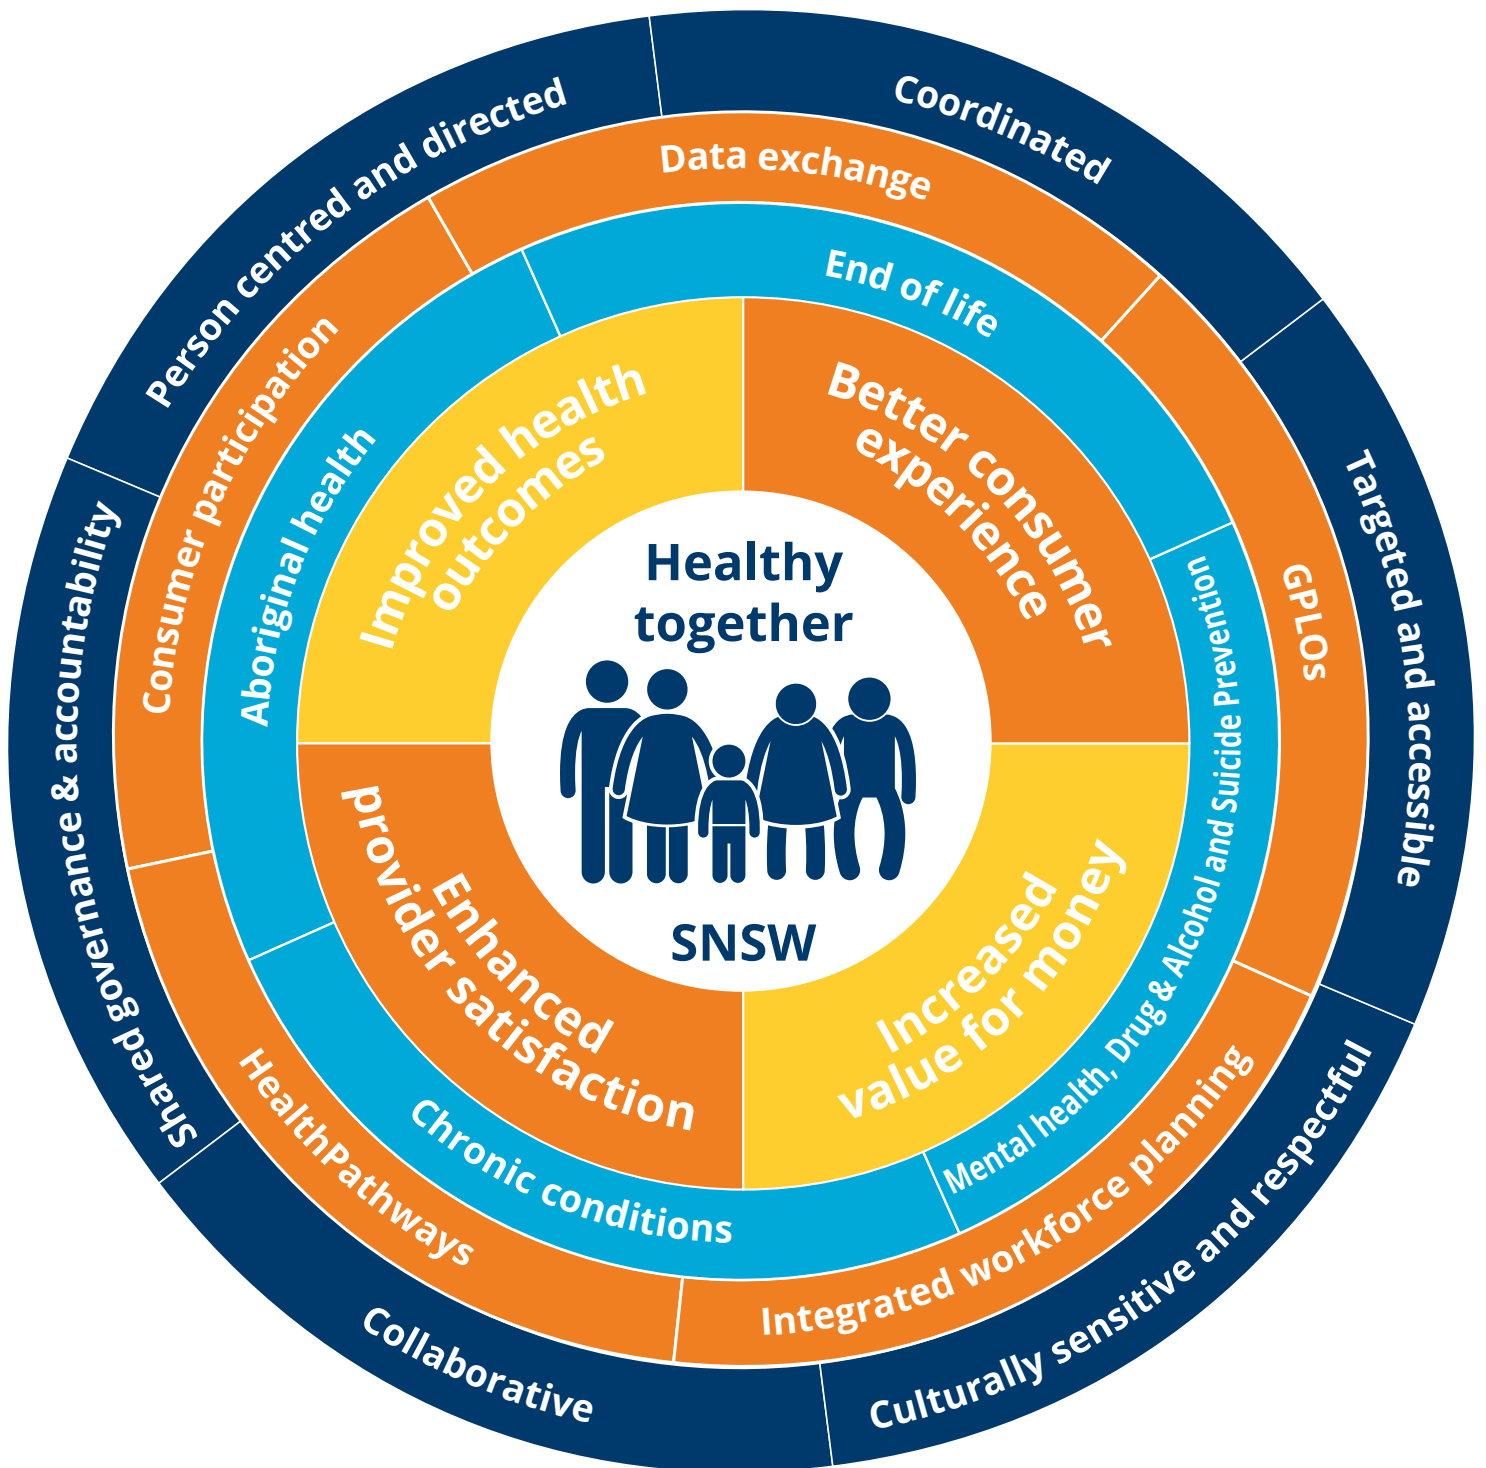 Healthy
together
SNSW
Improved health
outcomes
Better consumer
experience
Increased
value for money
Enhanced
provider satisfaction
Aboriginal health
End of life
Mental health, Drug & Alcohol and Suicide Prevention
Chronic conditions
Consumer participation
Data exchange
GPLOs
Integrated workforce planning
HealthPathways
Person centred and directed
Coordinated
Targeted and accessible
Culturally sensitive and respectful
Collaborative
Shared governance & accountability